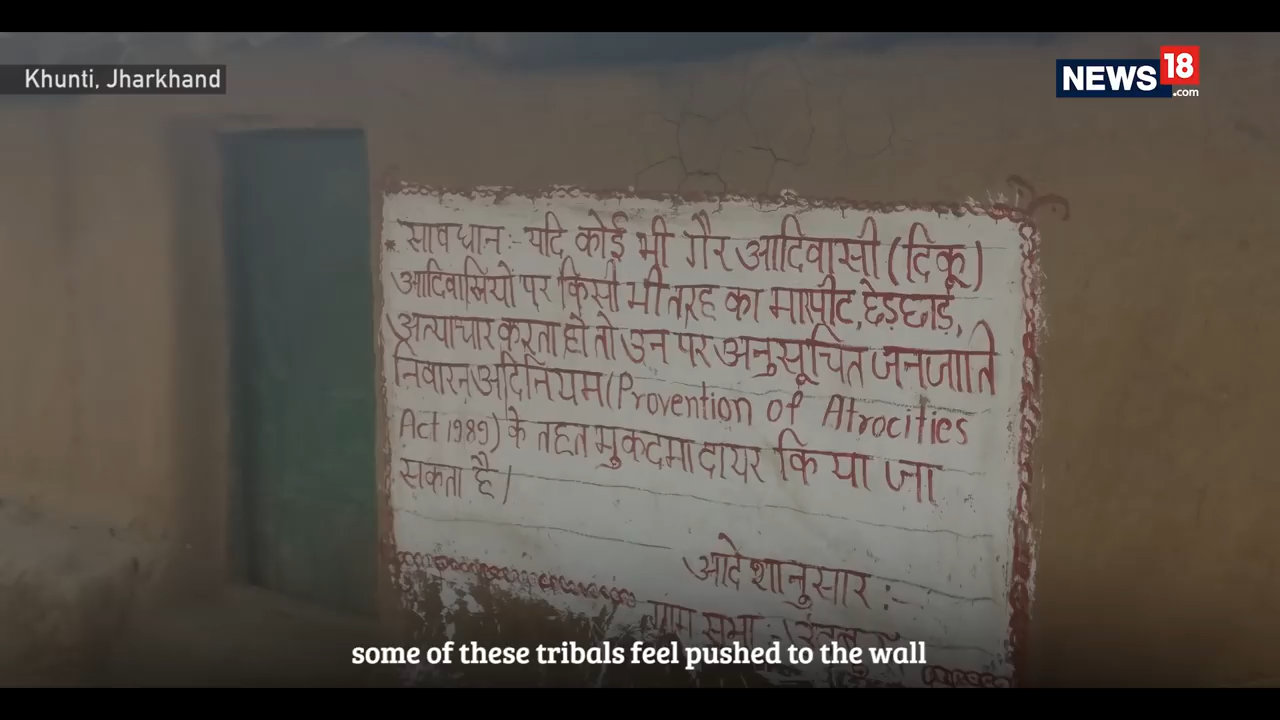 Khunti, Jharkhand
NEWS18
.com
* सावधान:- यदि कोई भी गैर आदिवासी (दिकू)
आदिवासियों पर किसी भी तरह का मारपीट, छेड़छाड़,
अत्याचार करता हो तो उन पर अनुसूचित जनजाति
निवारन अदिनियम (Provention of Atrocities
Act 1989) के तहत मुकदमा दायर किया जा
सकता है।
आदेशानुसार :-
ग्राम सभा :
some of these tribals feel pushed to the wall